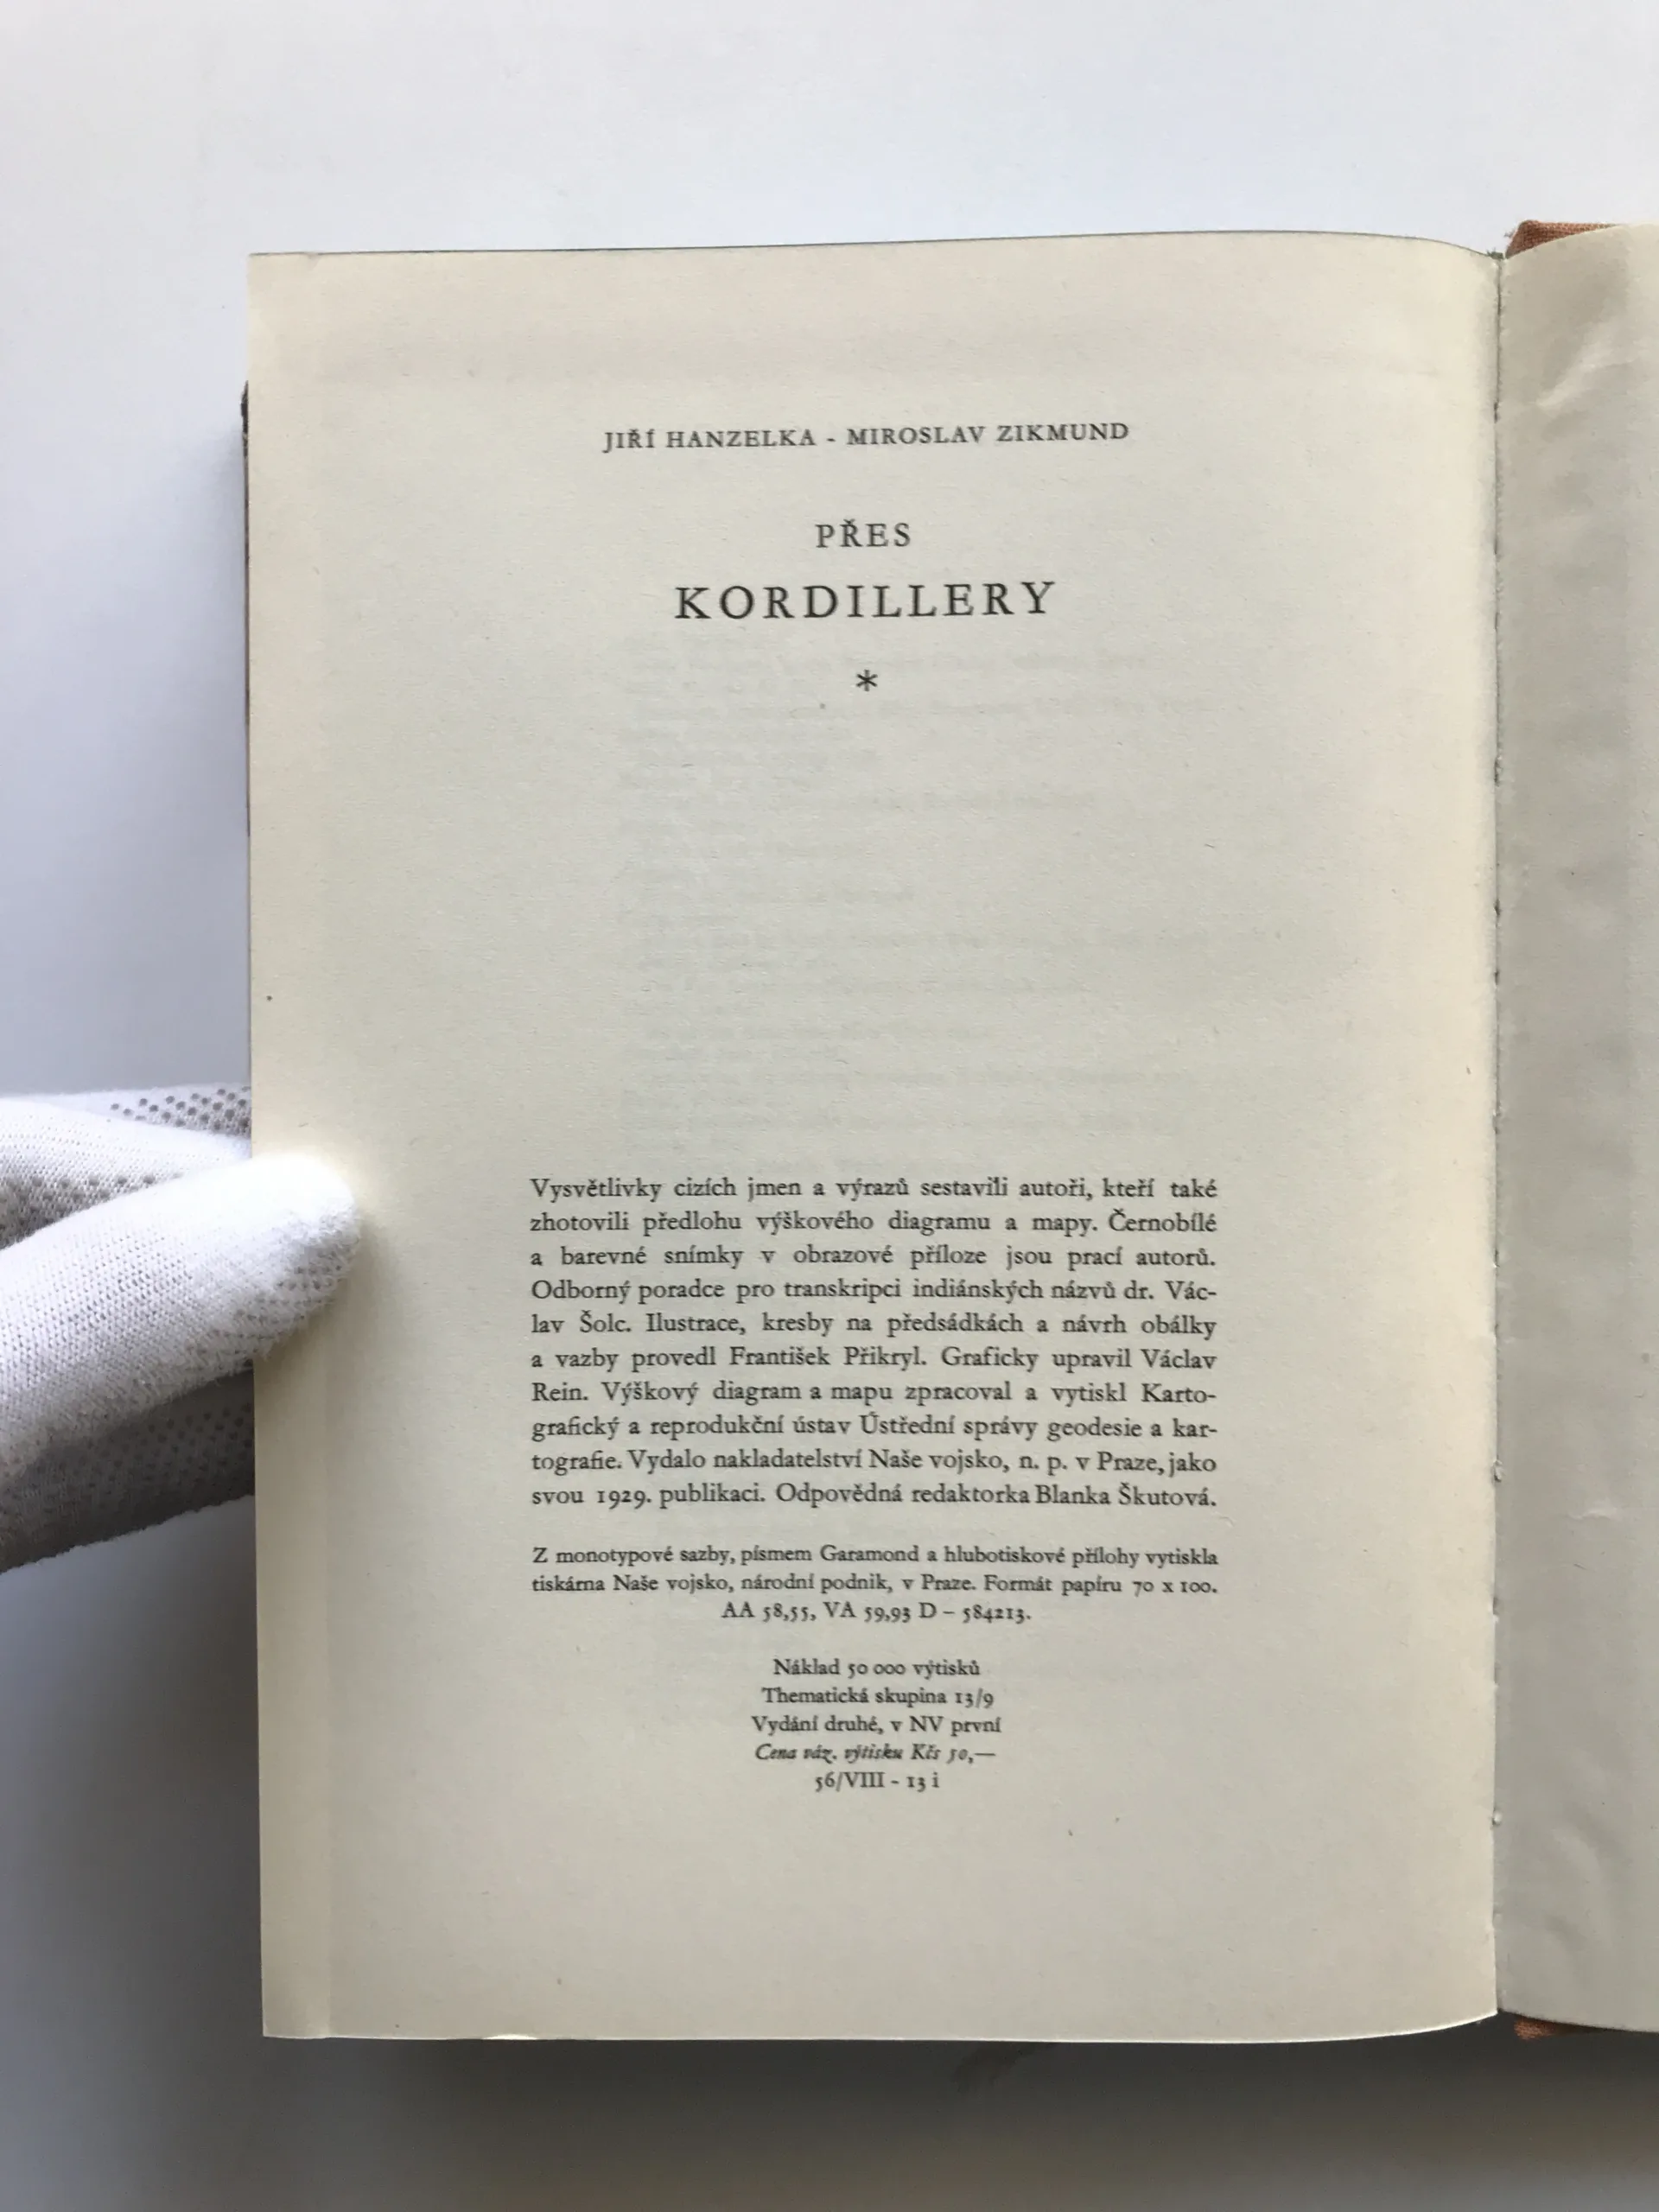 JIŘÍ HANZELKA - MIROSLAV ZIKMUND
PŘES
KORDILLERY
*
Vysvětlivky cizích jmen a výrazů sestavili autoři, kteří také
zhotovili předlohu výškového diagramu a mapy. Černobílé
a barevné snímky v obrazové příloze jsou prací autorů.
Odborný poradce pro transkripci indiánských názvů dr. Vác-
lav Šolc. Ilustrace, kresby na předsádkách a návrh obálky
a vazby provedl František Přikryl. Graficky upravil Václav
Rein. Výškový diagram a mapu zpracoval a vytiskl Karto-
grafický a reprodukční ústav Ústřední správy geodesie a kar-
tografie. Vydalo nakladatelství Naše vojsko, n. p. v Praze, jako
svou 1929. publikaci. Odpovědná redaktorka Blanka Škutová.
Z monotypové sazby, písmem Garamond a hlubotiskové přílohy vytiskla
tiskárna Naše vojsko, národní podnik, v Praze. Formát papíru 70 x 100.
AA 58,55, VA 59,93 D – 584213.
Náklad 50 000 výtisků
Thematická skupina 13/9
Vydání druhé, v NV první
Cena váz. výtisku Kčs 50,—
56/VIII - 13 i